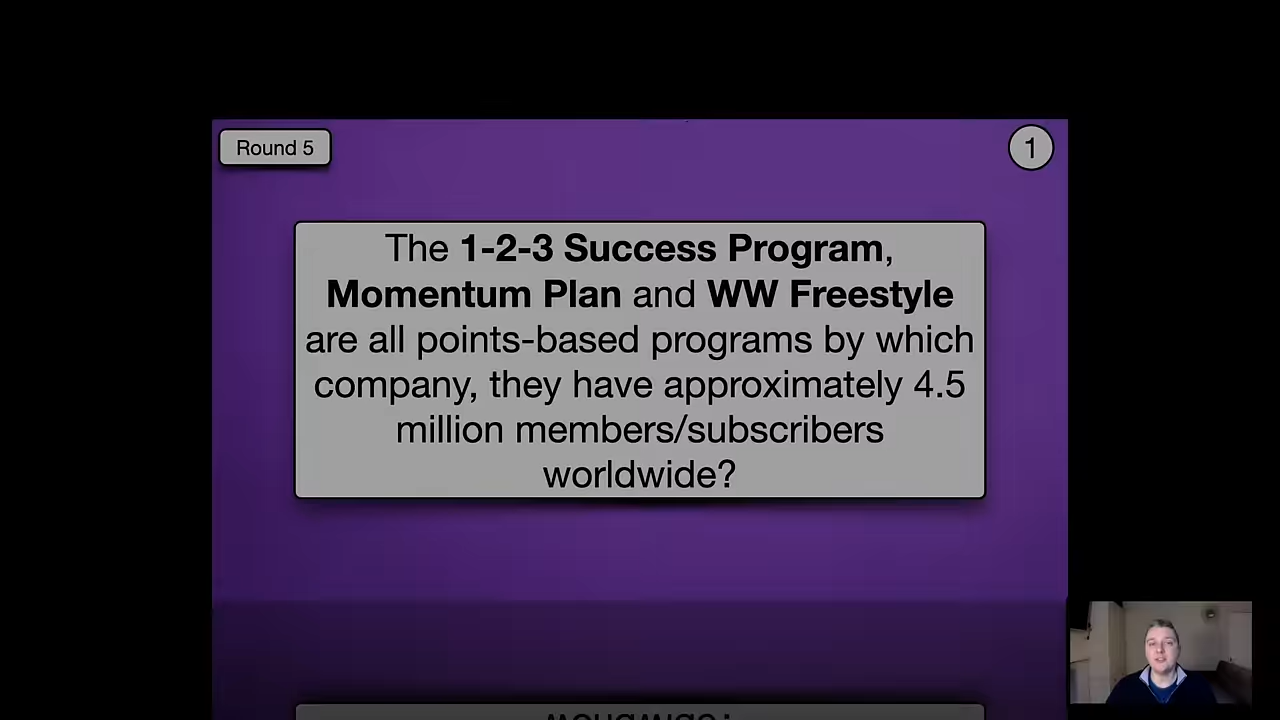 Round 5
1
The 1-2-3 Success Program,
Momentum Plan and WW Freestyle
are all points-based programs by which
company, they have approximately 4.5
million members/subscribers
worldwide?